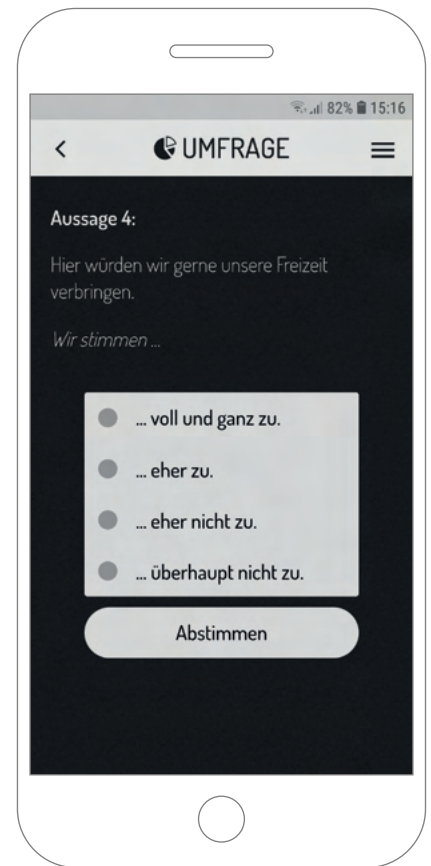 82% 15:16
UMFRAGE
Aussage 4:
Hier würden wir gerne unsere Freizeit
verbringen.
Wir stimmen ...
... voll und ganz zu.
... eher zu.
... eher nicht zu.
... überhaupt nicht zu.
Abstimmen